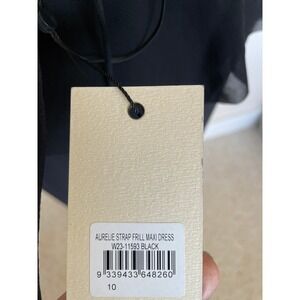 AURELIE STRAP FRILL MAXI DRESS
W23-11593 BLACK
9 339433 648260
10